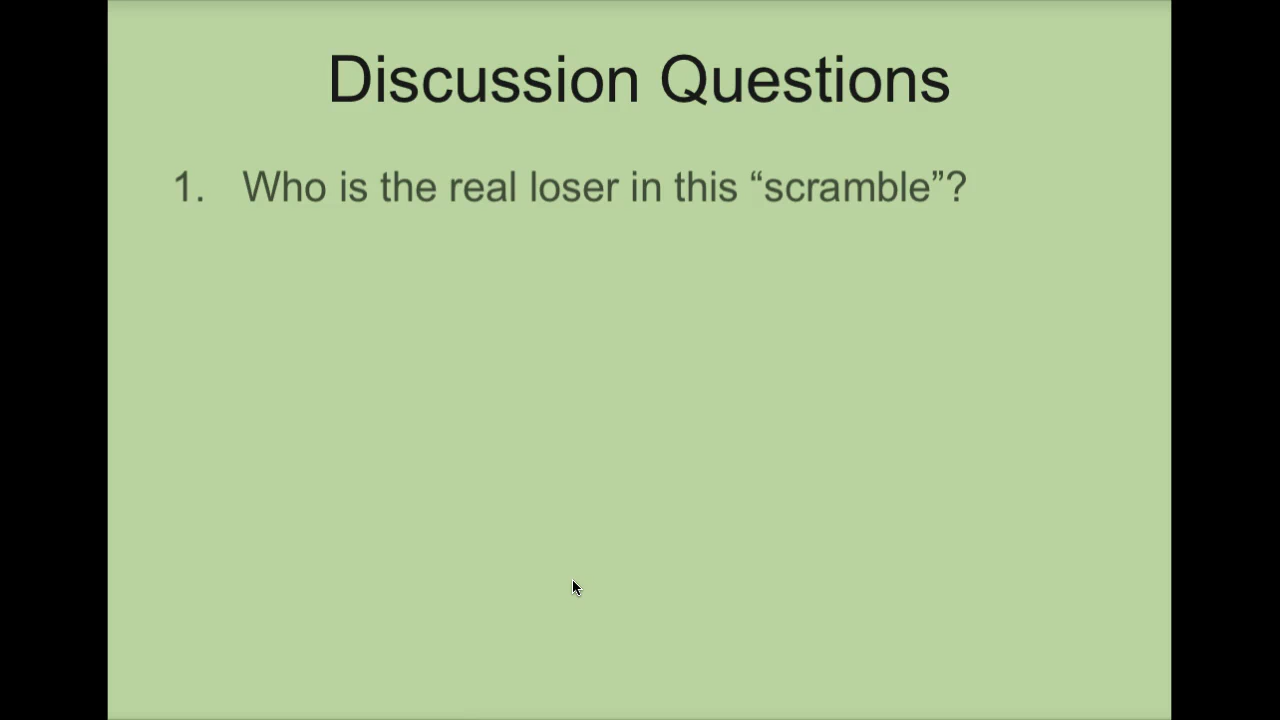 Discussion Questions
1. Who is the real loser in this “scramble”?